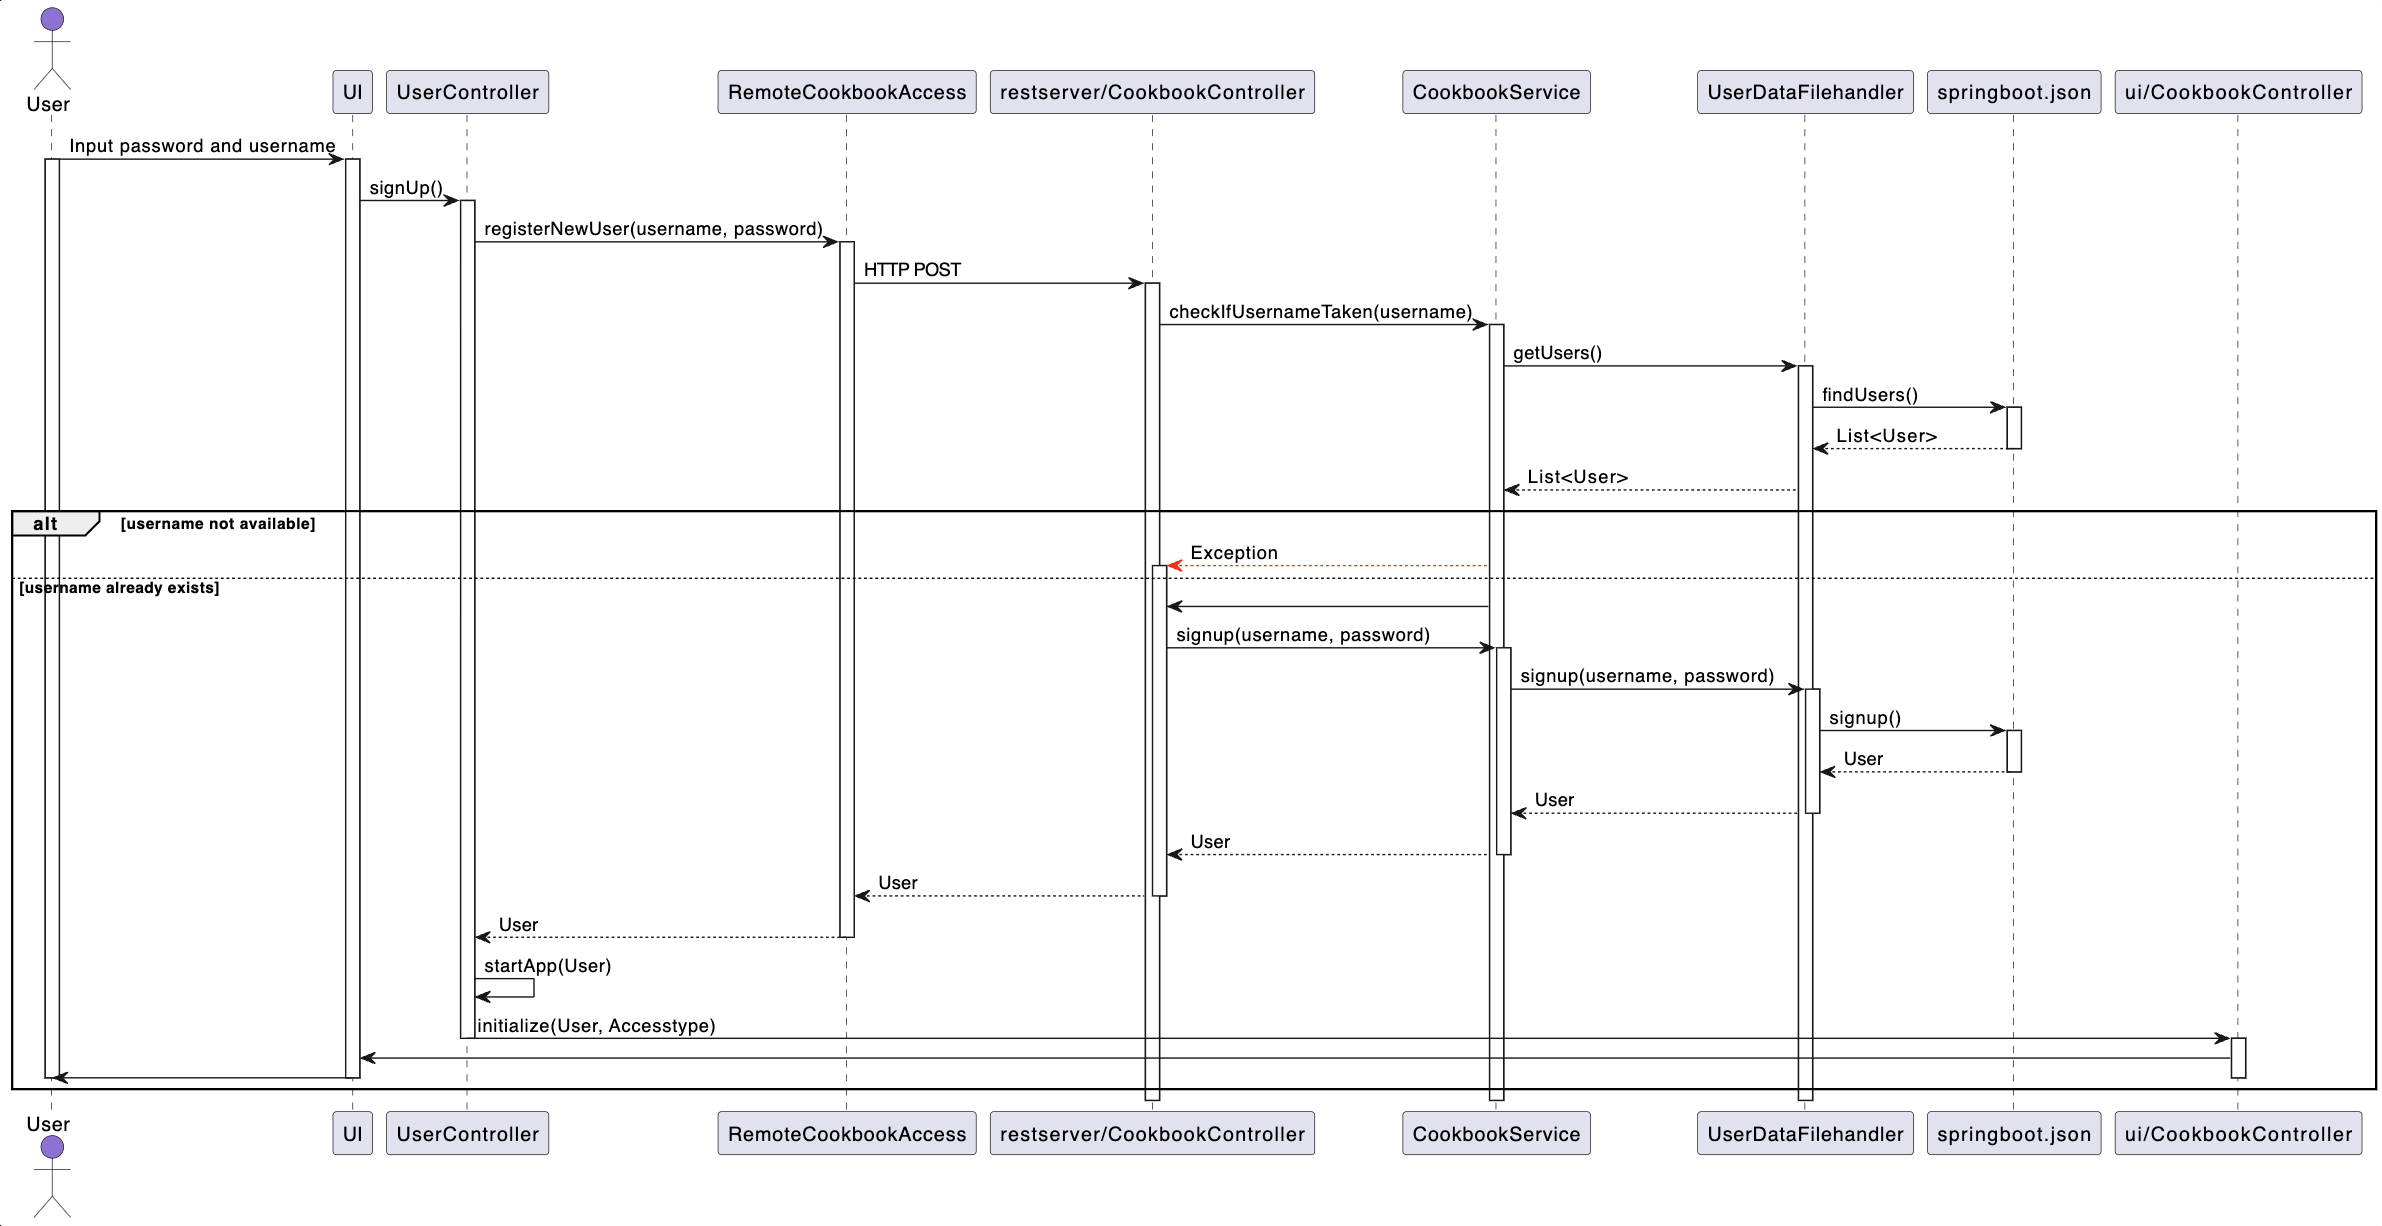 User
UI
UserController
RemoteCookbookAccess
restserver/CookbookController
CookbookService
UserDataFilehandler
springboot.json
ui/CookbookController
Input password and username
signUp()
registerNewUser(username, password)
HTTP POST
checkIfUsernameTaken(username)
getUsers()
findUsers()
List<User>
List<User>
alt
[username not available]
Exception
[username already exists]
signup(username, password)
signup(username, password)
signup()
User
User
User
User
User
startApp(User)
initialize(User, Accesstype)
User
UI
UserController
RemoteCookbookAccess
restserver/CookbookController
CookbookService
UserDataFilehandler
springboot.json
ui/CookbookController